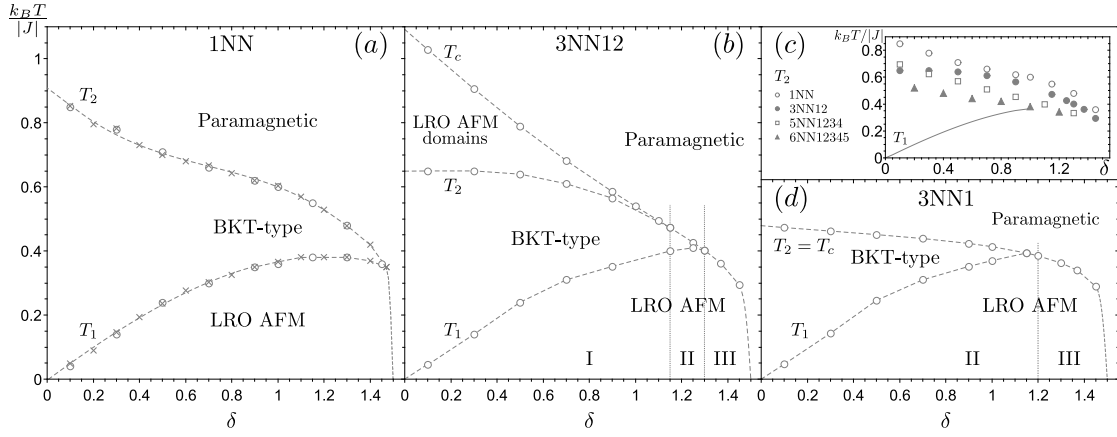 k_B T / |J|
1NN
(a)
1
0.8
0.6
0.4
0.2
0
T_2
Paramagnetic
BKT-type
LRO AFM
T_1
0 0.2 0.4 0.6 0.8 1 1.2 1.4
δ
3NN12
(b)
T_c
LRO AFM
domains
Paramagnetic
T_2
BKT-type
LRO AFM
T_1
I II III
0 0.2 0.4 0.6 0.8 1 1.2 1.4
δ
(c)
k_B T/|J|
T_2
1NN
3NN12
5NN1234
6NN12345
0.8
0.6
0.4
0.2
0
T_1
0 0.4 0.8 1.2 δ
(d)
3NN1
Paramagnetic
T_2 = T_c
BKT-type
LRO AFM
T_1
II III
0 0.2 0.4 0.6 0.8 1 1.2 1.4
δ